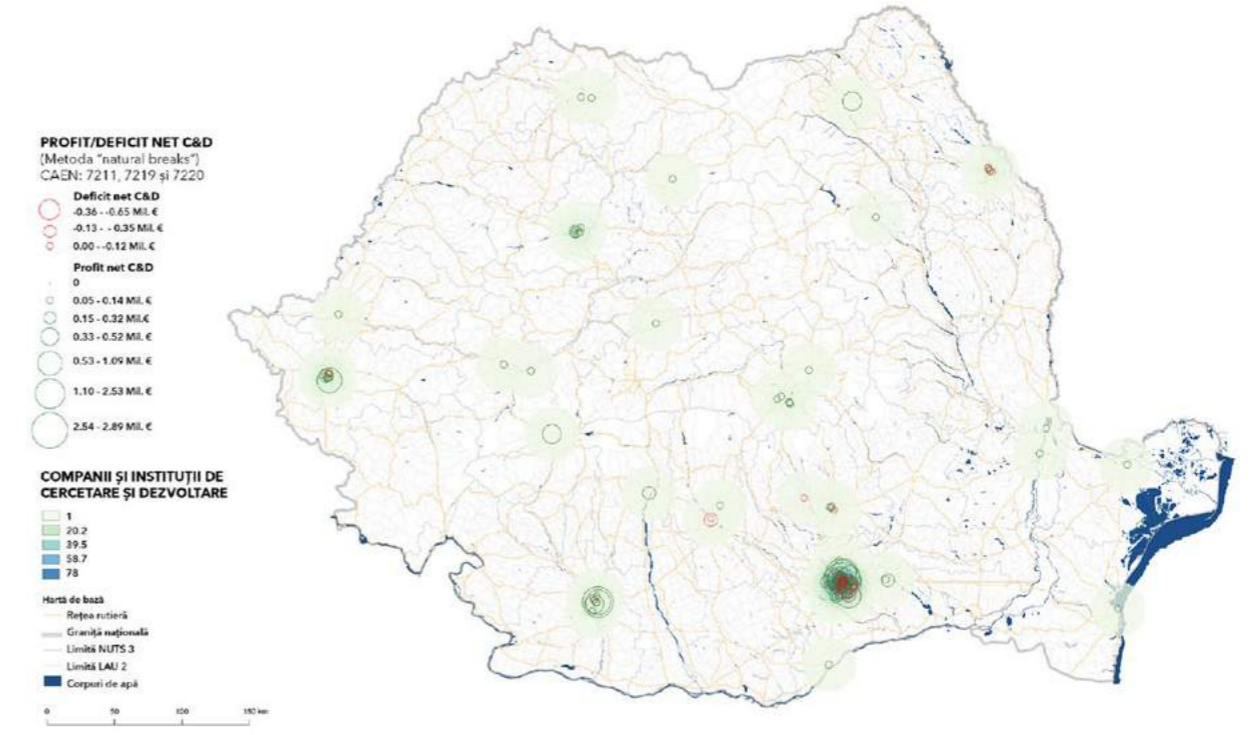 PROFIT/DEFICIT NET C&D
(Metoda "natural breaks")
CAEN: 7211, 7219 și 7220
Deficit net C&D
-0.36 - -0.65 Mil. €
-0.13 - - 0.35 Mil. €
0.00 - -0.12 Mil. €
Profit net C&D
0
0.05 - 0.14 Mil. €
0.15 - 0.32 Mil. €
0.33 - 0.52 Mil. €
0.53 - 1.09 Mil. €
1.10 - 2.53 Mil. €
2.54 - 2.89 Mil. €
COMPANII ȘI INSTITUȚII DE
CERCETARE ȘI DEZVOLTARE
1
20.2
39.5
58.7
78
Hartă de bază
Rețea rutieră
Graniță națională
Limită NUTS 3
Limită LAU 2
Corpuri de apă
0 50 100 150 km